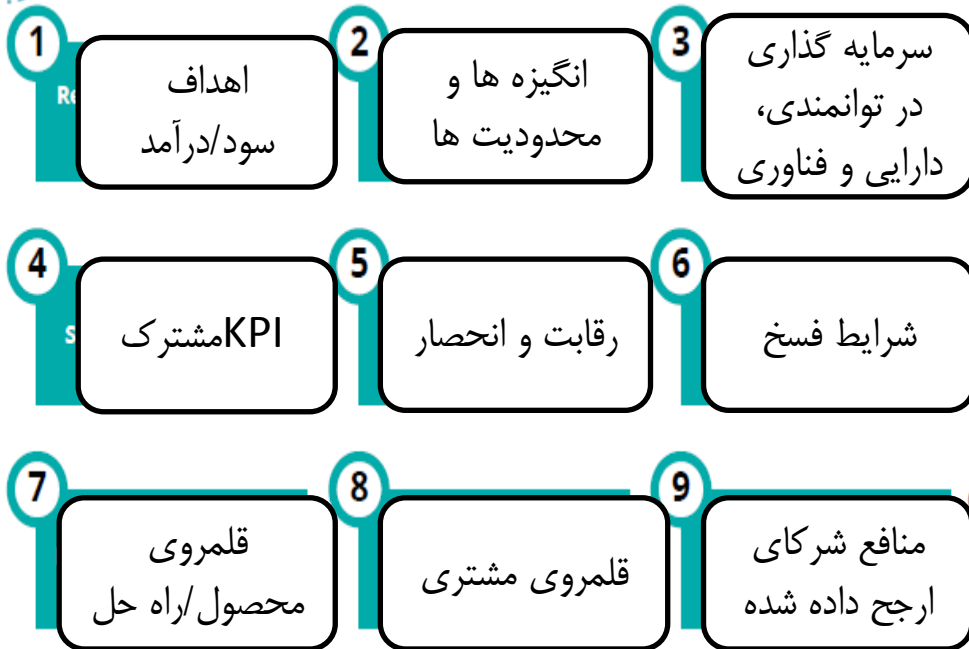 1
اهداف
سود/درآمد
2
انگیزه ها و
محدودیت ها
3
سرمایه گذاری
در توانمندی،
دارایی و فناوری
4
KPIمشترک
5
رقابت و انحصار
6
شرایط فسخ
7
قلمروی
محصول/راه حل
8
قلمروی مشتری
9
منافع شرکای
ارجح داده شده